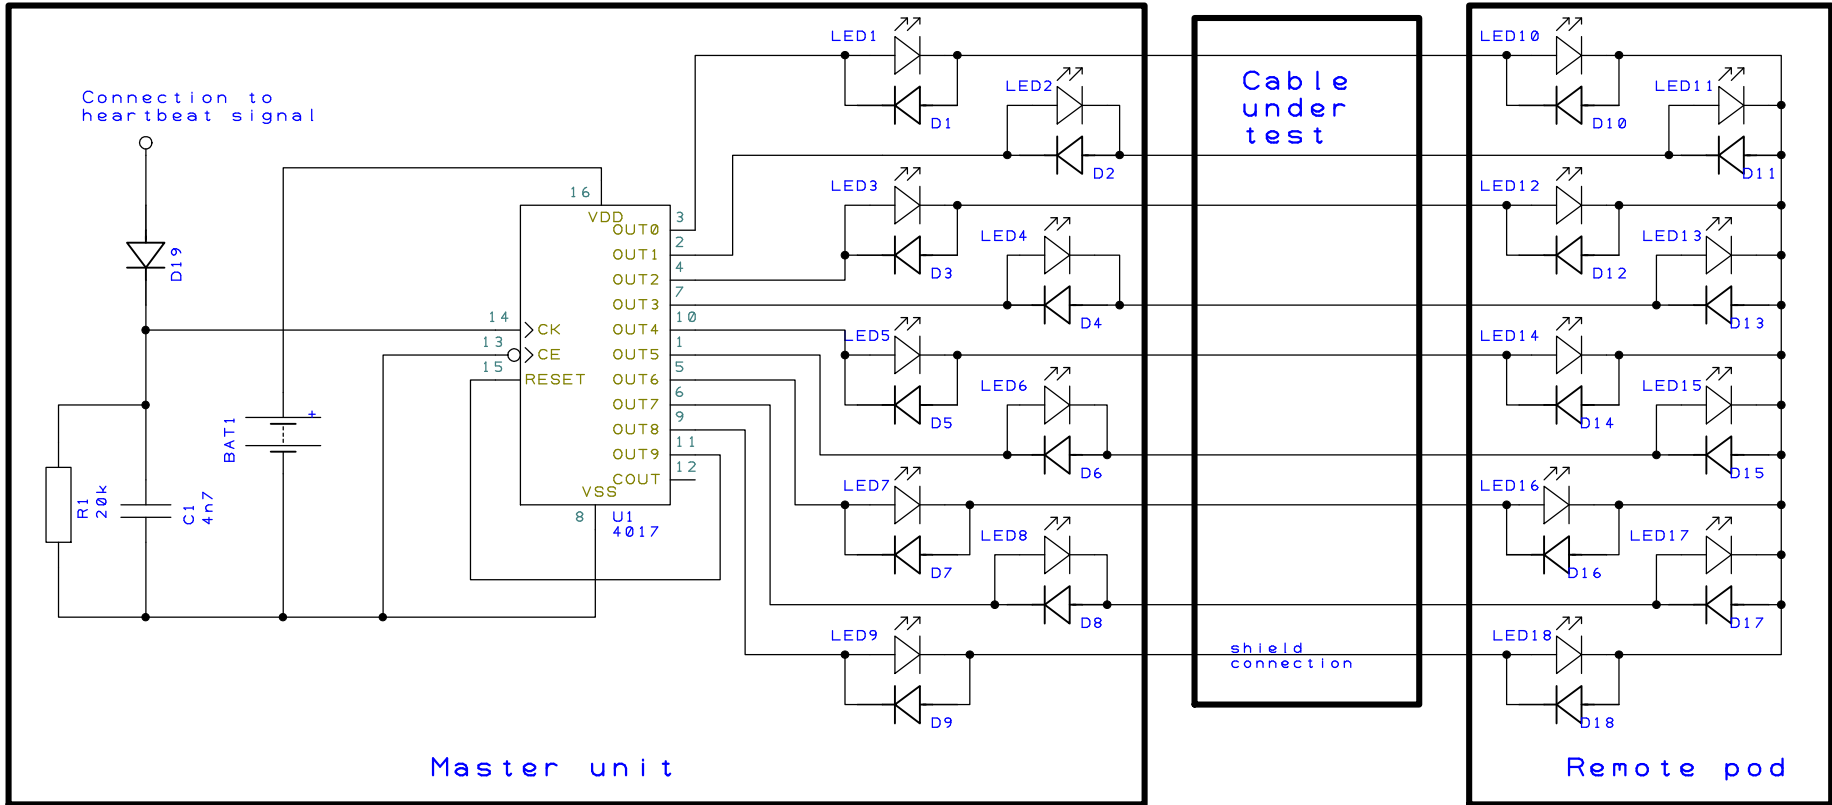 Connection to
heartbeat signal
D19
R1
20k
C1
4n7
BAT1
+
16
VDD
14
CK
13
CE
15
RESET
OUT0
3
OUT1
2
OUT2
4
OUT3
7
OUT4
10
OUT5
1
OUT6
5
OUT7
6
OUT8
9
OUT9
11
COUT
12
VSS
8
U1
4017
LED1
D1
LED2
D2
LED3
D3
LED4
D4
LED5
D5
LED6
D6
LED7
D7
LED8
D8
LED9
D9
Master unit
Cable
under
test
shield
connection
LED10
D10
LED11
D11
LED12
D12
LED13
D13
LED14
D14
LED15
D15
LED16
D16
LED17
D17
LED18
D18
Remote pod